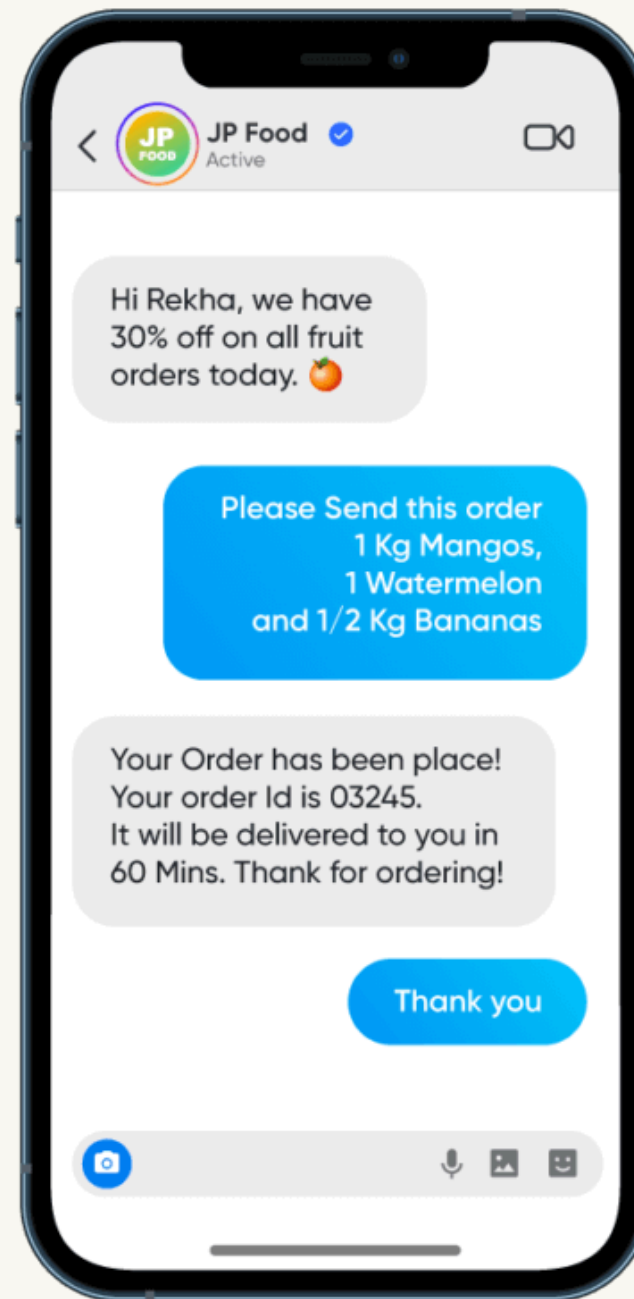 JP
FOOD
JP Food
Active
Hi Rekha, we have
30% off on all fruit
orders today. 🍊
Please Send this order
1 Kg Mangos,
1 Watermelon
and 1/2 Kg Bananas
Your Order has been place!
Your order Id is 03245.
It will be delivered to you in
60 Mins. Thank for ordering!
Thank you